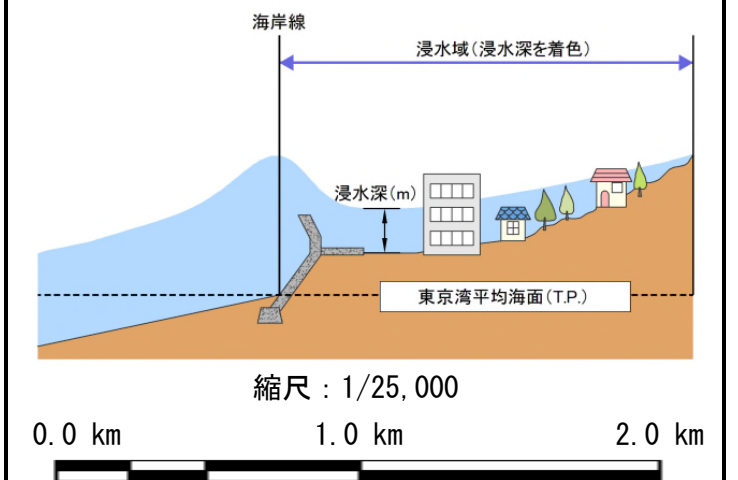 海岸線
浸水域(浸水深を着色)
浸水深(m)
東京湾平均海面(T.P.)
縮尺:1/25,000
0.0 km 1.0 km 2.0 km